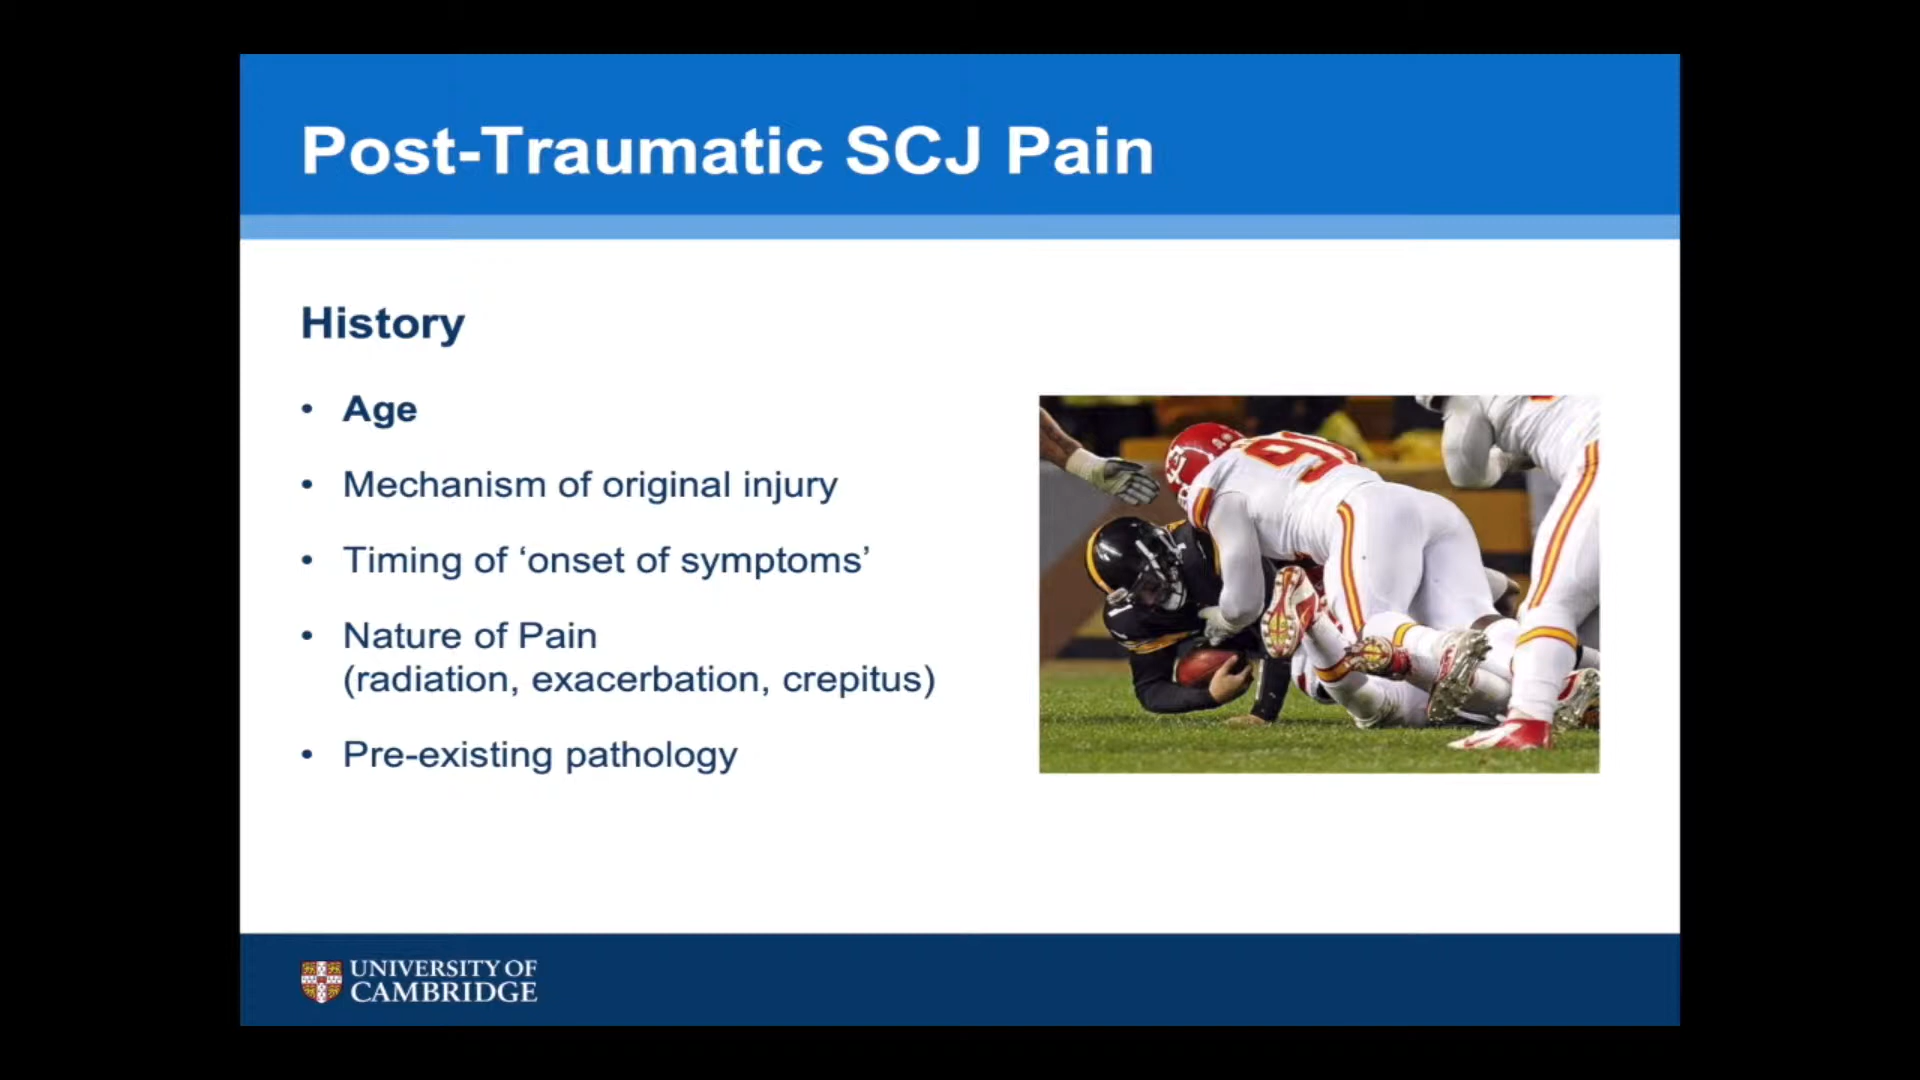 Post-Traumatic SCJ Pain
History
• Age
• Mechanism of original injury
• Timing of ‘onset of symptoms’
• Nature of Pain
(radiation, exacerbation, crepitus)
• Pre-existing pathology
UNIVERSITY OF
CAMBRIDGE